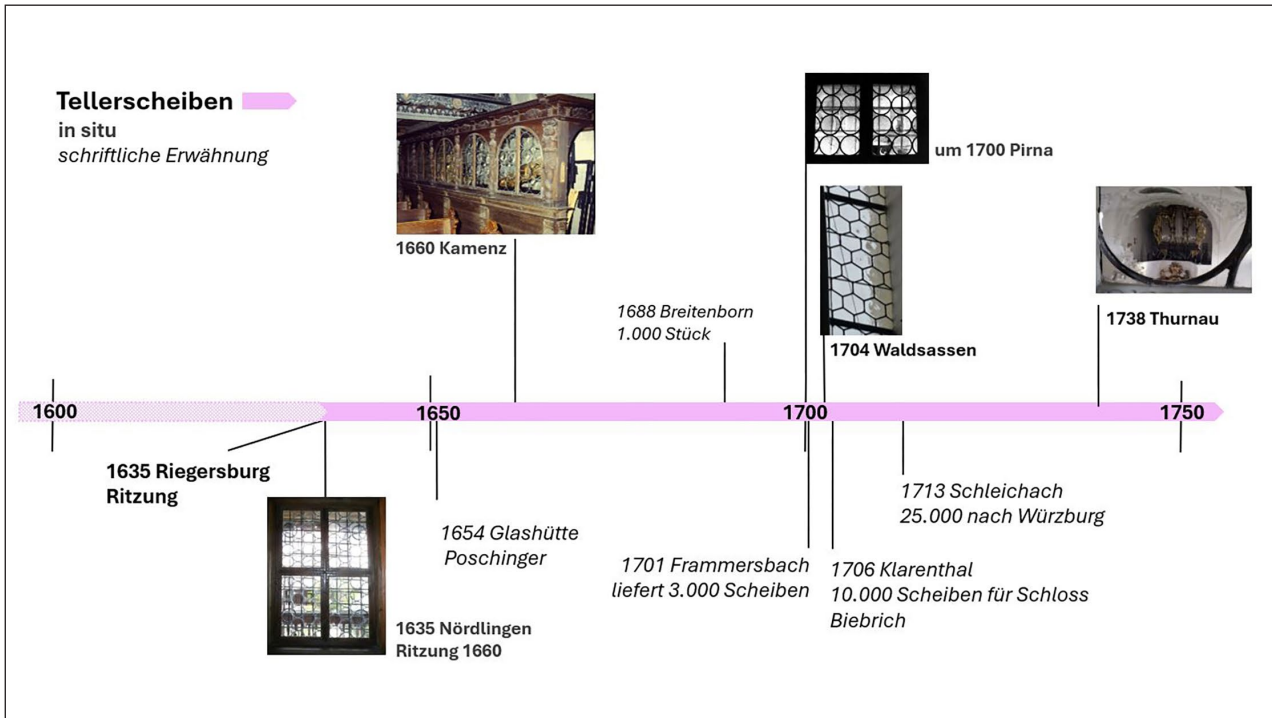 Tellerscheiben
in situ
schriftliche Erwähnung
1660 Kamenz
um 1700 Pirna
1688 Breitenborn
1.000 Stück
1704 Waldsassen
1738 Thurnau
1600
1650
1700
1750
1635 Riegersburg
Ritzung
1635 Nördlingen
Ritzung 1660
1654 Glashütte
Poschinger
1701 Frammersbach
liefert 3.000 Scheiben
1706 Klarenthal
10.000 Scheiben für Schloss
Biebrich
1713 Schleichach
25.000 nach Würzburg